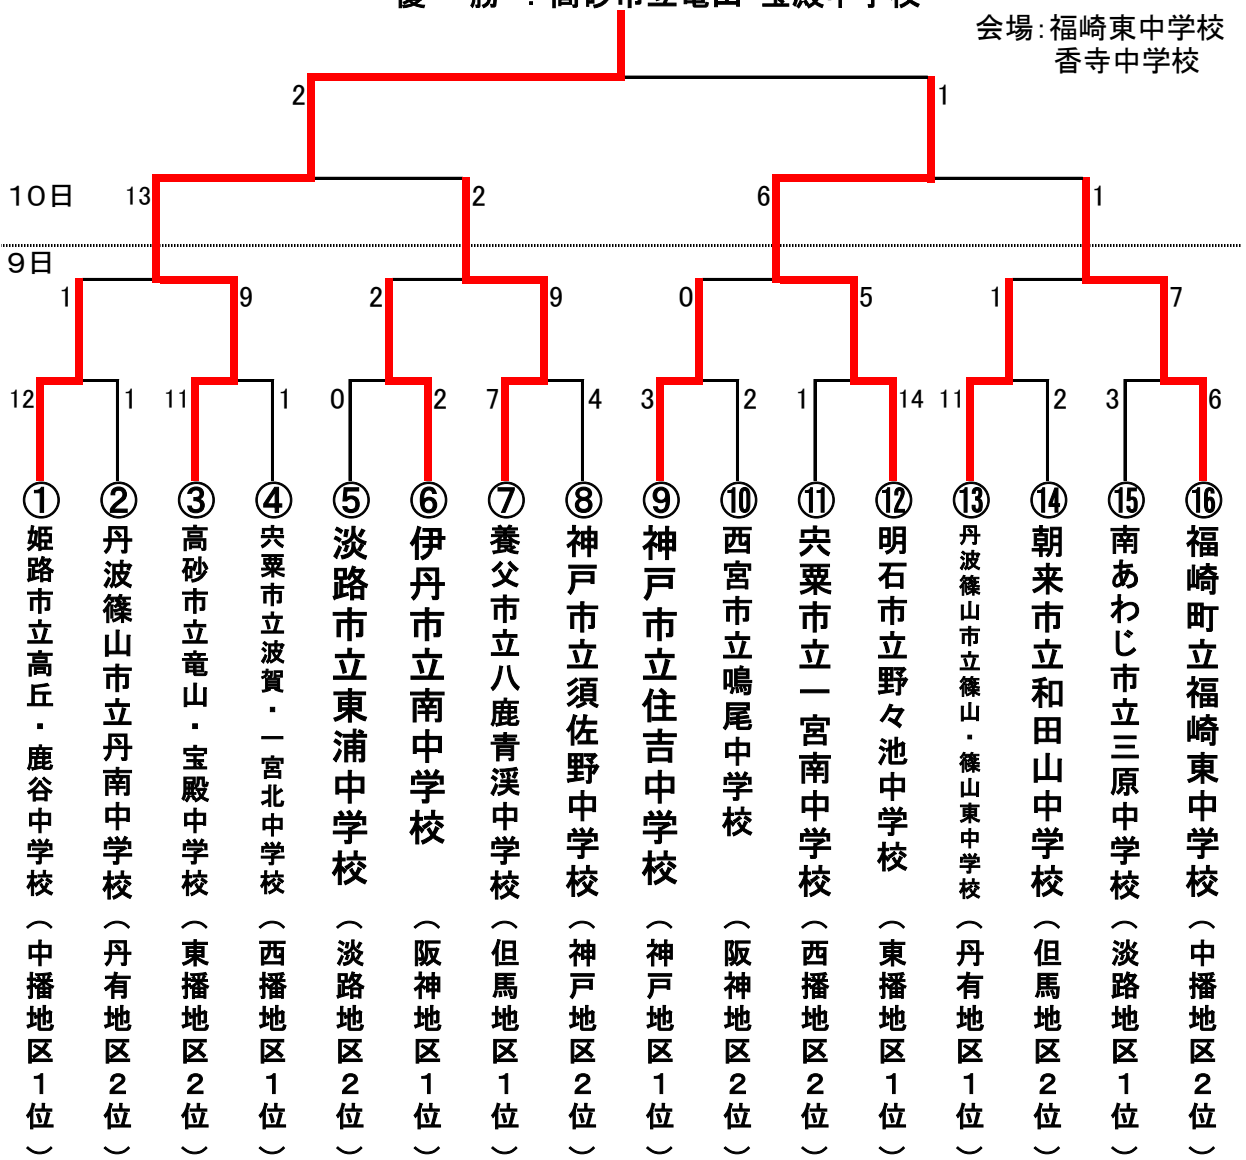 優　勝 ：高砂市立竜山・宝殿中学校
会場：福崎東中学校
香寺中学校
2
1
10日
13
2
6
1
9日
1
9
2
9
0
5
1
7
12
1
11
1
0
2
7
4
3
2
1
14
11
2
3
6
①
②
③
④
⑤
⑥
⑦
⑧
⑨
⑩
⑪
⑫
⑬
⑭
⑮
⑯
姫路市立高丘・鹿谷中学校（中播地区1位）
丹波篠山市立丹南中学校（丹有地区2位）
高砂市立竜山・宝殿中学校（東播地区2位）
宍粟市立波賀・一宮北中学校（西播地区1位）
淡路市立東浦中学校（淡路地区2位）
伊丹市立南中学校（阪神地区1位）
養父市立八鹿青渓中学校（但馬地区1位）
神戸市立須佐野中学校（神戸地区2位）
神戸市立住吉中学校（神戸地区1位）
西宮市立鳴尾中学校（阪神地区2位）
宍粟市立一宮南中学校（西播地区2位）
明石市立野々池中学校（東播地区1位）
丹波篠山市立篠山・篠山東中学校（丹有地区1位）
朝来市立和田山中学校（但馬地区2位）
南あわじ市立三原中学校（淡路地区1位）
福崎町立福崎東中学校（中播地区2位）